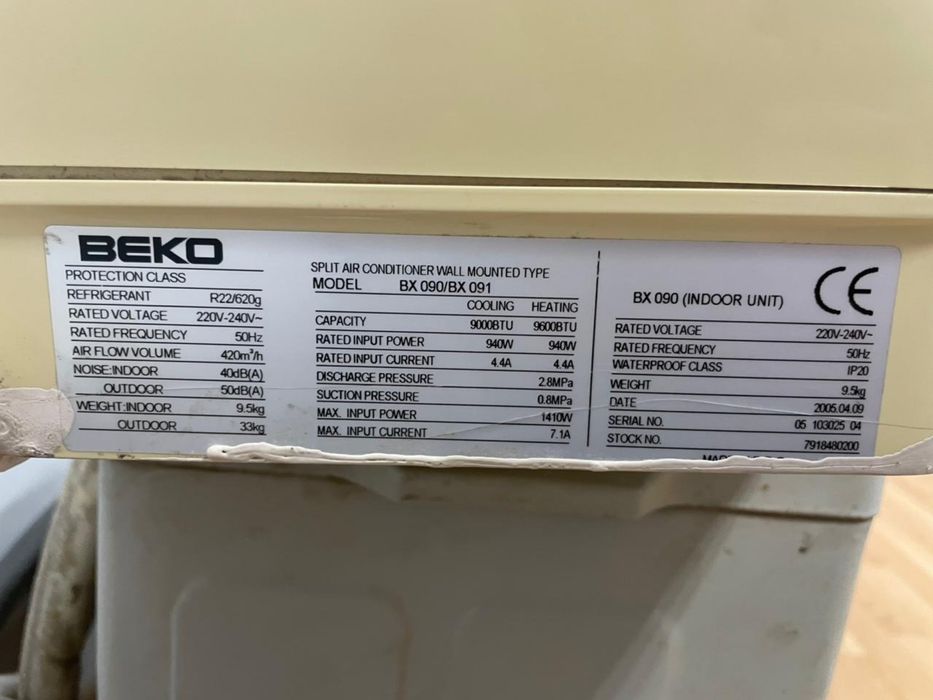 BEKO
PROTECTION CLASS
REFRIGERANT R22/620g
RATED VOLTAGE 220V-240V~
RATED FREQUENCY 50Hz
AIR FLOW VOLUME 420m³/h
NOISE:INDOOR 40dB(A)
OUTDOOR 50dB(A)
WEIGHT:INDOOR 9.5kg
OUTDOOR 33kg
SPLIT AIR CONDITIONER WALL MOUNTED TYPE
MODEL BX 090/BX 091
COOLING HEATING
CAPACITY 9000BTU 9600BTU
RATED INPUT POWER 940W 940W
RATED INPUT CURRENT 4.4A 4.4A
DISCHARGE PRESSURE 2.8MPa
SUCTION PRESSURE 0.8MPa
MAX. INPUT POWER 1410W
MAX. INPUT CURRENT 7.1A
BX 090 (INDOOR UNIT) CE
RATED VOLTAGE 220V-240V~
RATED FREQUENCY 50Hz
WATERPROOF CLASS IP20
WEIGHT 9.5kg
DATE 2005.04.09
SERIAL NO. 05 103025 04
STOCK NO. 7918480200